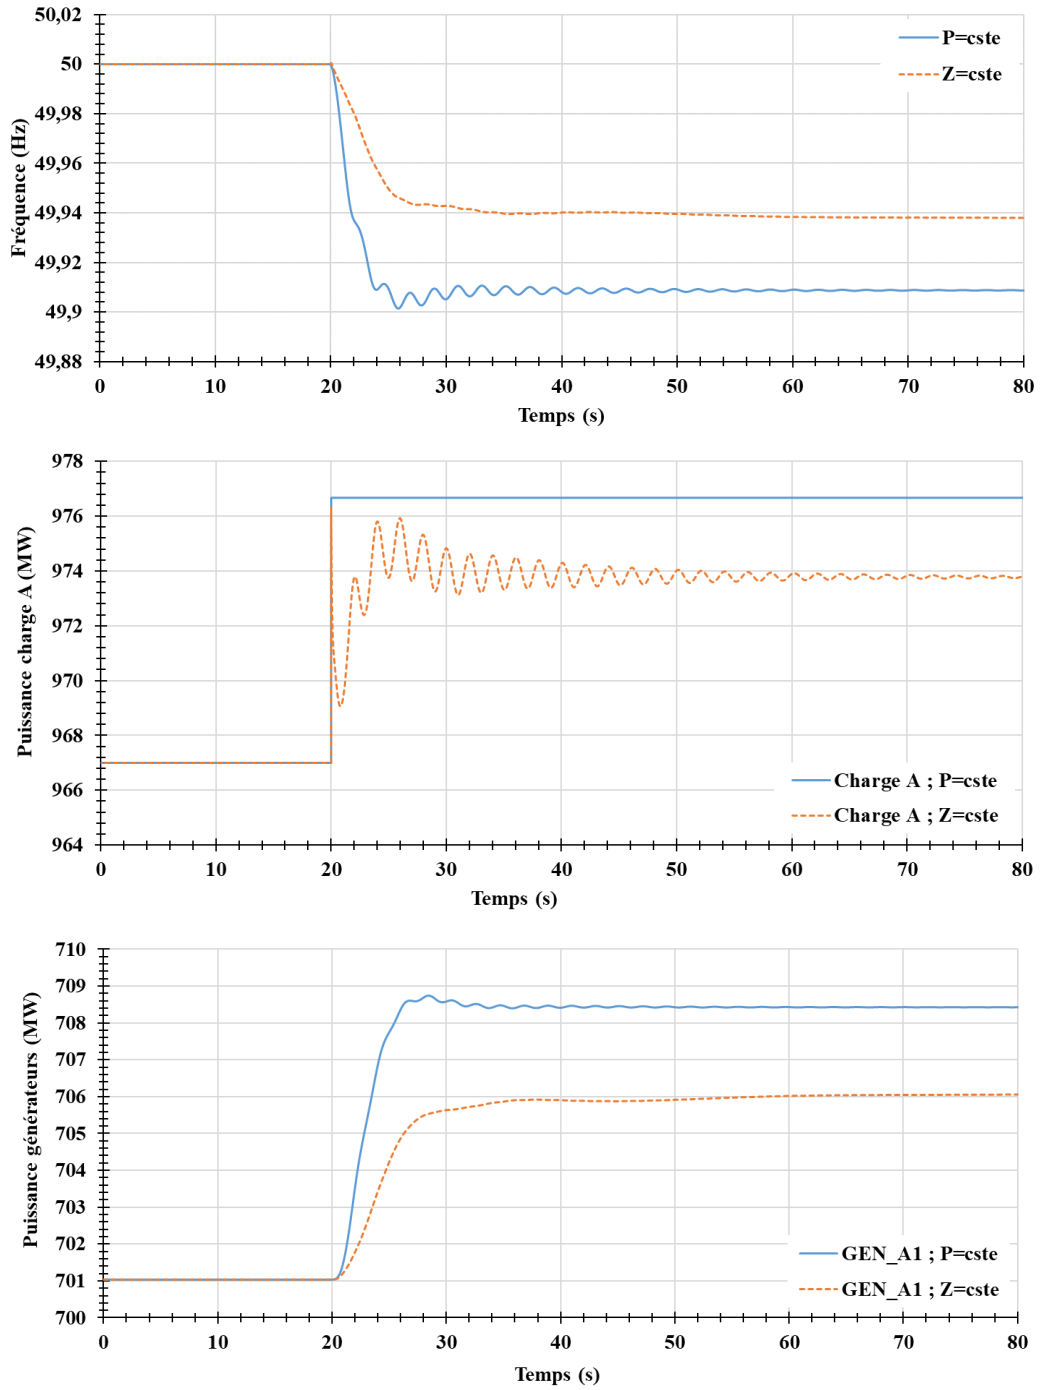 50,02
50
49,98
49,96
49,94
49,92
49,9
49,88
Fréquence (Hz)
P=cste
Z=cste
0 10 20 30 40 50 60 70 80
Temps (s)
978
976
974
972
970
968
966
964
Puissance charge A (MW)
Charge A ; P=cste
Charge A ; Z=cste
0 10 20 30 40 50 60 70 80
Temps (s)
710
709
708
707
706
705
704
703
702
701
700
Puissance générateurs (MW)
GEN_A1 ; P=cste
GEN_A1 ; Z=cste
0 10 20 30 40 50 60 70 80
Temps (s)